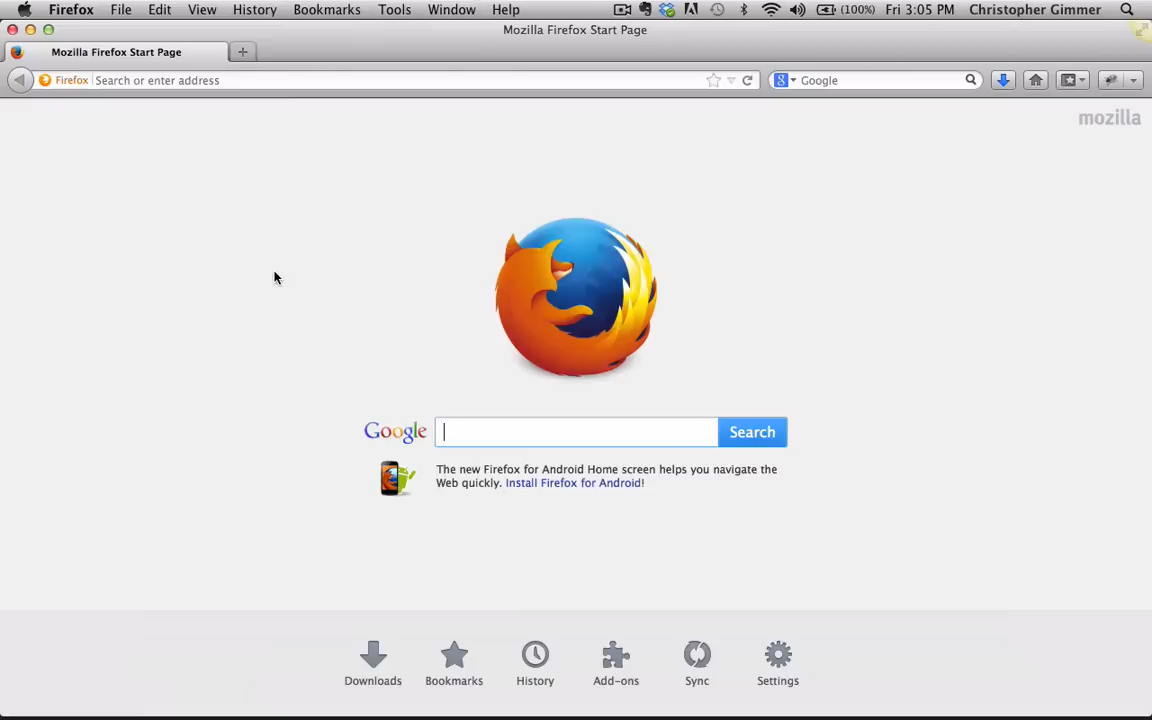 Firefox File Edit View History Bookmarks Tools Window Help (100%) Fri 3:05 PM Christopher Gimmer
Mozilla Firefox Start Page
Mozilla Firefox Start Page
Firefox Search or enter address Google
mozilla
Google Search
The new Firefox for Android Home screen helps you navigate the
Web quickly. Install Firefox for Android!
Downloads Bookmarks History Add-ons Sync Settings